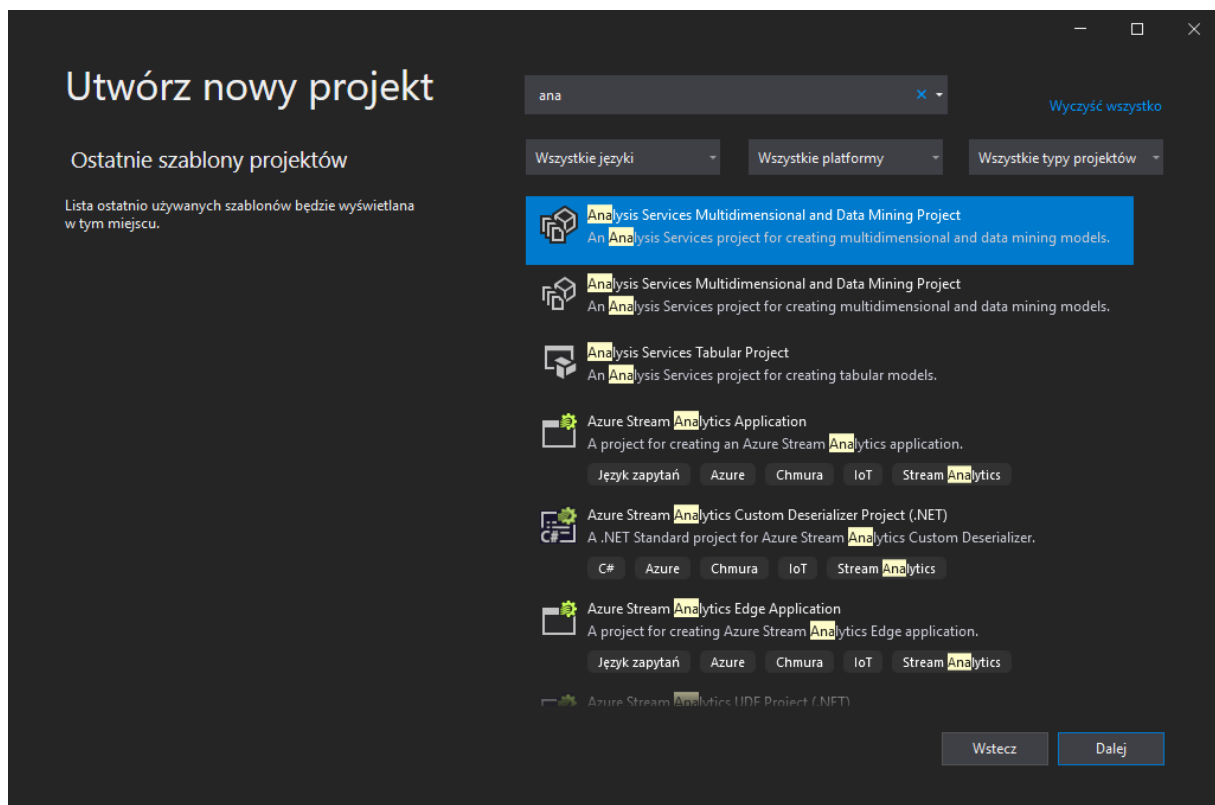 Utwórz nowy projekt
Ostatnie szablony projektów
Lista ostatnio używanych szablonów będzie wyświetlana
w tym miejscu.
ana
Wyczyść wszystko
Wszystkie języki
Wszystkie platformy
Wszystkie typy projektów
Analysis Services Multidimensional and Data Mining Project
An Analysis Services project for creating multidimensional and data mining models.
Analysis Services Multidimensional and Data Mining Project
An Analysis Services project for creating multidimensional and data mining models.
Analysis Services Tabular Project
An Analysis Services project for creating tabular models.
Azure Stream Analytics Application
A project for creating an Azure Stream Analytics application.
Język zapytań Azure Chmura IoT Stream Analytics
Azure Stream Analytics Custom Deserializer Project (.NET)
A .NET Standard project for Azure Stream Analytics Custom Deserializer.
C# Azure Chmura IoT Stream Analytics
Azure Stream Analytics Edge Application
A project for creating Azure Stream Analytics Edge application.
Język zapytań Azure Chmura IoT Stream Analytics
Azure Stream Analytics UDF Project (.NET)
Wstecz
Dalej